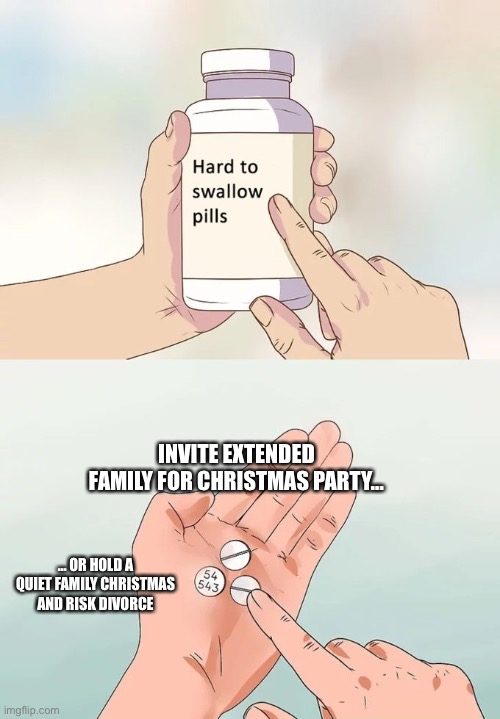 Hard to
swallow
pills
INVITE EXTENDED
FAMILY FOR CHRISTMAS PARTY...
... OR HOLD A
QUIET FAMILY CHRISTMAS
AND RISK DIVORCE
54
543
imgflip.com